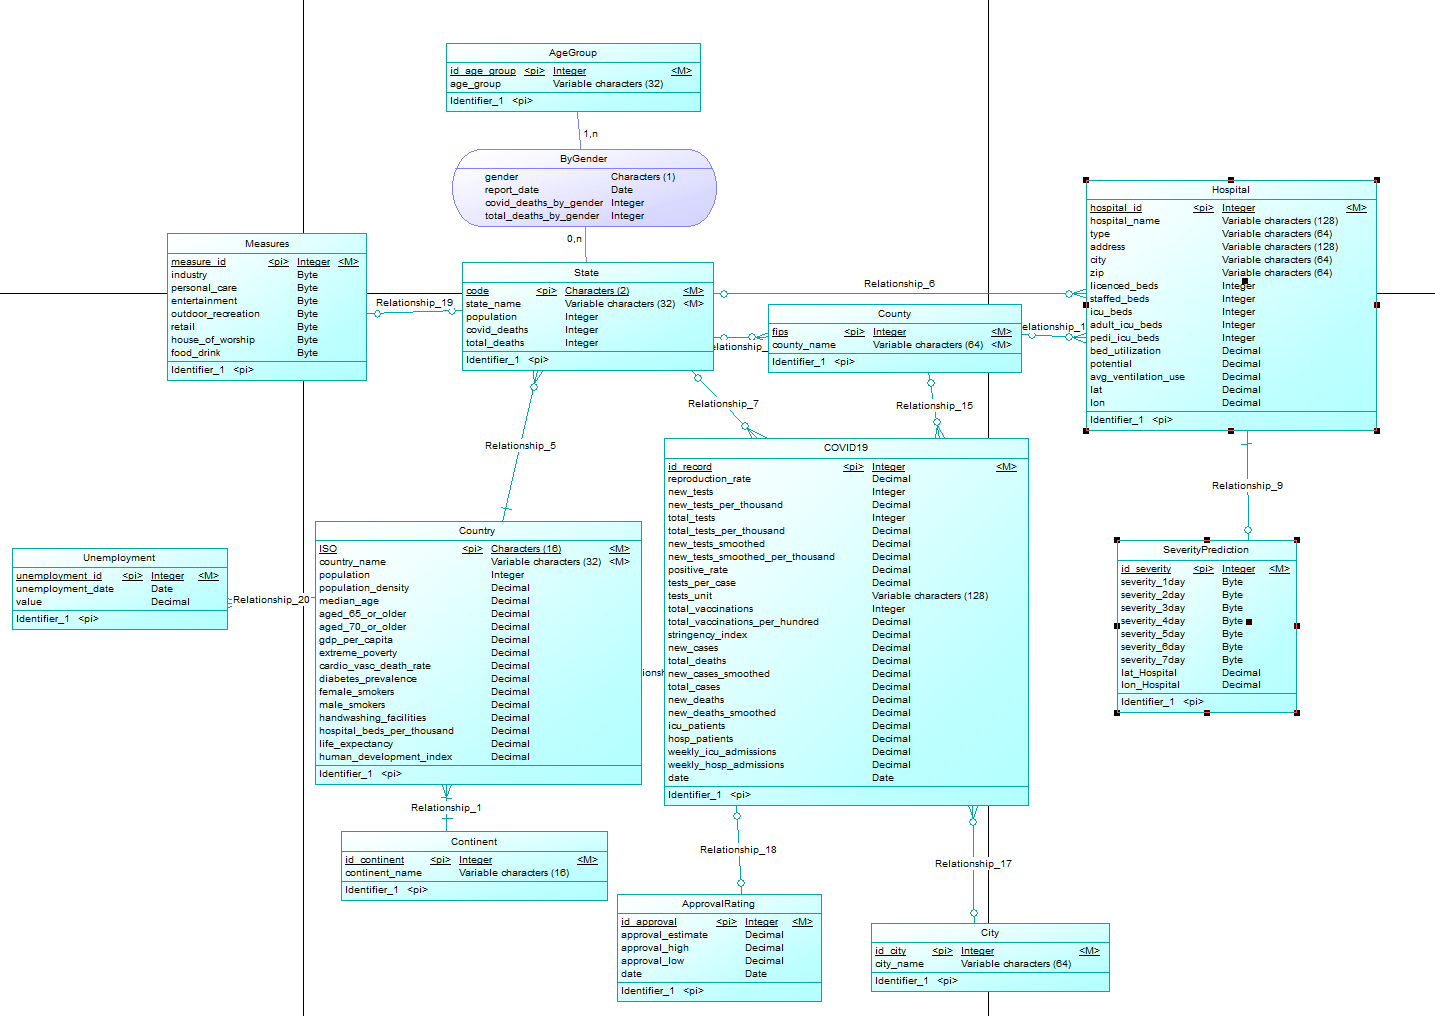 AgeGroup
id_age_group <pi> Integer <M>
age_group Variable characters (32)
Identifier_1 <pi>
1,n
ByGender
gender Characters (1)
report_date Date
covid_deaths_by_gender Integer
total_deaths_by_gender Integer
0,n
Measures
measure_id <pi> Integer <M>
industry Byte
personal_care Byte
entertainment Byte
outdoor_recreation Byte
retail Byte
house_of_worship Byte
food_drink Byte
Identifier_1 <pi>
Relationship_19
State
code <pi> Characters (2) <M>
state_name Variable characters (32) <M>
population Integer
covid_deaths Integer
total_deaths Integer
Identifier_1 <pi>
Relationship_6
elationship_
County
fips <pi> Integer <M>
county_name Variable characters (64) <M>
Identifier_1 <pi>
elationship_1
Hospital
hospital_id <pi> Integer <M>
hospital_name Variable characters (128)
type Variable characters (64)
address Variable characters (128)
city Variable characters (64)
zip Variable characters (64)
licenced_beds Integer
staffed_beds Integer
icu_beds Integer
adult_icu_beds Integer
pedi_icu_beds Integer
bed_utilization Decimal
potential Decimal
avg_ventilation_use Decimal
lat Decimal
lon Decimal
Identifier_1 <pi>
Relationship_7
Relationship_15
Relationship_5
Relationship_9
COVID19
id_record <pi> Integer <M>
reproduction_rate Decimal
new_tests Integer
new_tests_per_thousand Decimal
total_tests Integer
total_tests_per_thousand Decimal
new_tests_smoothed Decimal
new_tests_smoothed_per_thousand Decimal
positive_rate Decimal
tests_per_case Decimal
tests_unit Variable characters (128)
total_vaccinations Integer
total_vaccinations_per_hundred Decimal
stringency_index Decimal
new_cases Decimal
total_deaths Decimal
new_cases_smoothed Decimal
total_cases Decimal
new_deaths Decimal
new_deaths_smoothed Decimal
icu_patients Decimal
hosp_patients Decimal
weekly_icu_admissions Decimal
weekly_hosp_admissions Decimal
date Date
Identifier_1 <pi>
Country
ISO <pi> Characters (16) <M>
country_name Variable characters (32) <M>
population Integer
population_density Decimal
median_age Decimal
aged_65_or_older Decimal
aged_70_or_older Decimal
gdp_per_capita Decimal
extreme_poverty Decimal
cardio_vasc_death_rate Decimal
diabetes_prevalence Decimal
female_smokers Decimal
male_smokers Decimal
handwashing_facilities Decimal
hospital_beds_per_thousand Decimal
life_expectancy Decimal
human_development_index Decimal
Identifier_1 <pi>
ionsh
Unemployment
unemployment_id <pi> Integer <M>
unemployment_date Date
value Decimal
Identifier_1 <pi>
Relationship_20
SeverityPrediction
id_severity <pi> Integer <M>
severity_1day Byte
severity_2day Byte
severity_3day Byte
severity_4day Byte
severity_5day Byte
severity_6day Byte
severity_7day Byte
lat_Hospital Decimal
lon_Hospital Decimal
Identifier_1 <pi>
Relationship_1
Continent
id_continent <pi> Integer <M>
continent_name Variable characters (16)
Identifier_1 <pi>
Relationship_18
Relationship_17
ApprovalRating
id_approval <pi> Integer <M>
approval_estimate Decimal
approval_high Decimal
approval_low Decimal
date Date
Identifier_1 <pi>
City
id_city <pi> Integer <M>
city_name Variable characters (64)
Identifier_1 <pi>